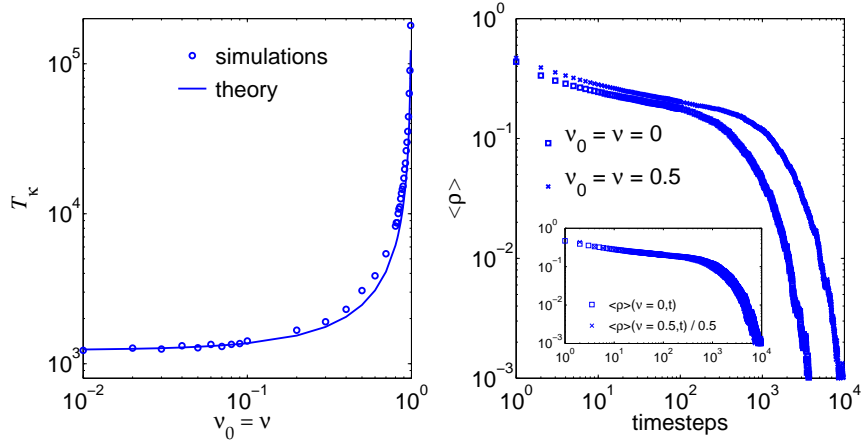 simulations
theory
10^5
10^4
10^3
T_κ
10^−2
10^−1
10^0
ν_0 = ν
10^0
10^−1
10^−2
10^−3
<ρ>
ν_0 = ν = 0
ν_0 = ν = 0.5
10^0
10^−1
10^−2
10^−3
<ρ>(ν = 0,t)
<ρ>(ν = 0.5,t) / 0.5
10^0
10^1
10^2
10^3
10^4
10^0
10^1
10^2
10^3
10^4
timesteps